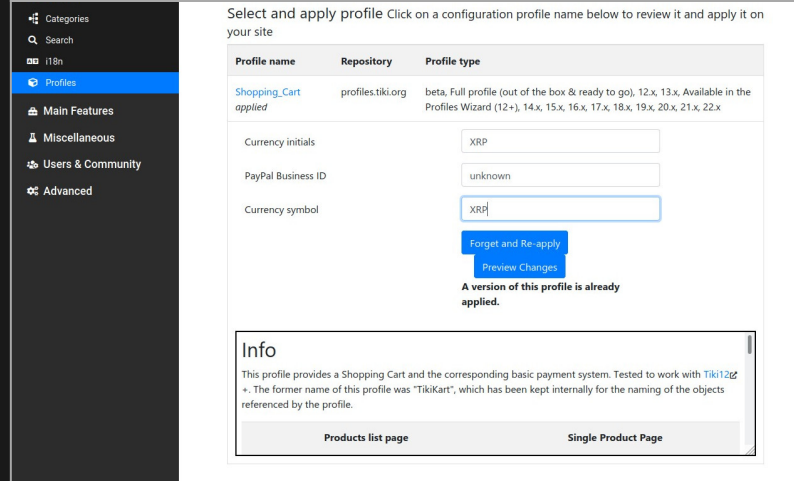 Categories
Search
i18n
Profiles
Main Features
Miscellaneous
Users & Community
Advanced
Select and apply profile Click on a configuration profile name below to review it and apply it on
your site
Profile name Repository Profile type
Shopping_Cart profiles.tiki.org beta, Full profile (out of the box & ready to go), 12.x, 13.x, Available in the
applied Profiles Wizard (12+), 14.x, 15.x, 16.x, 17.x, 18.x, 19.x, 20.x, 21.x, 22.x
Currency initials XRP
PayPal Business ID unknown
Currency symbol XRP
Forget and Re-apply
Preview Changes
A version of this profile is already
applied.
Info
This profile provides a Shopping Cart and the corresponding basic payment system. Tested to work with Tiki12
+. The former name of this profile was "TikiKart", which has been kept internally for the naming of the objects
referenced by the profile.
Products list page Single Product Page